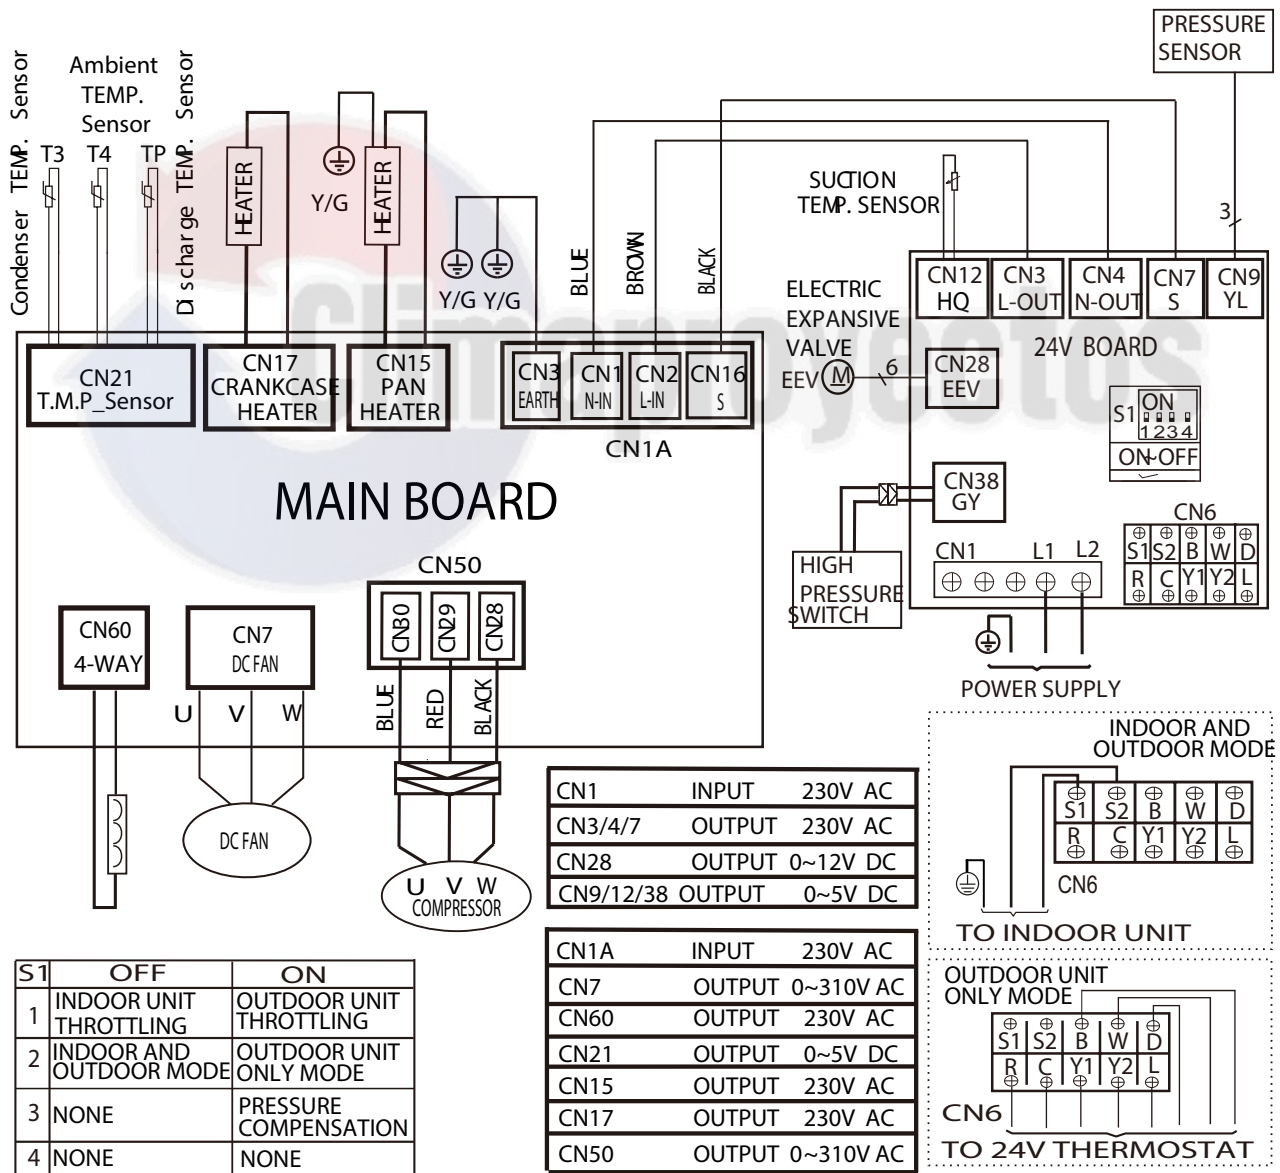 PRESSURE
SENSOR
Condenser TEMP. Sensor
Ambient
TEMP.
Sensor
Discharge TEMP. Sensor
T3
T4
TP
HEATER
Y/G
HEATER
Y/G Y/G
BLUE
BROWN
BLACK
SUCTION
TEMP. SENSOR
3
ELECTRIC
EXPANSIVE
VALVE
EEV
M
6
CN12
HQ
CN3
L-OUT
CN4
N-OUT
CN7
S
CN9
YL
24V BOARD
CN28
EEV
S1
ON
1234
ON~OFF
CN38
GY
CN6
S1 S2 B W D
R C Y1 Y2 L
CN1
L1
L2
HIGH
PRESSURE
SWITCH
POWER SUPPLY
CN21
T.M.P_Sensor
CN17
CRANKCASE
HEATER
CN15
PAN
HEATER
CN3
EARTH
CN1
N-IN
CN2
L-IN
CN16
S
CN1A
Climaproyectos
MAIN BOARD
CN50
CN30
CN29
CN28
CN60
4-WAY
CN7
DC FAN
U V W
BLUE
RED
BLACK
DC FAN
U V W
COMPRESSOR
CN1 INPUT 230V AC
CN3/4/7 OUTPUT 230V AC
CN28 OUTPUT 0~12V DC
CN9/12/38 OUTPUT 0~5V DC
CN1A INPUT 230V AC
CN7 OUTPUT 0~310V AC
CN60 OUTPUT 230V AC
CN21 OUTPUT 0~5V DC
CN15 OUTPUT 230V AC
CN17 OUTPUT 230V AC
CN50 OUTPUT 0~310V AC
S1 OFF ON
1 INDOOR UNIT THROTTLING OUTDOOR UNIT THROTTLING
2 INDOOR AND OUTDOOR MODE OUTDOOR UNIT ONLY MODE
3 NONE PRESSURE COMPENSATION
4 NONE NONE
INDOOR AND
OUTDOOR MODE
S1 S2 B W D
R C Y1 Y2 L
CN6
TO INDOOR UNIT
OUTDOOR UNIT
ONLY MODE
S1 S2 B W D
R C Y1 Y2 L
CN6
TO 24V THERMOSTAT